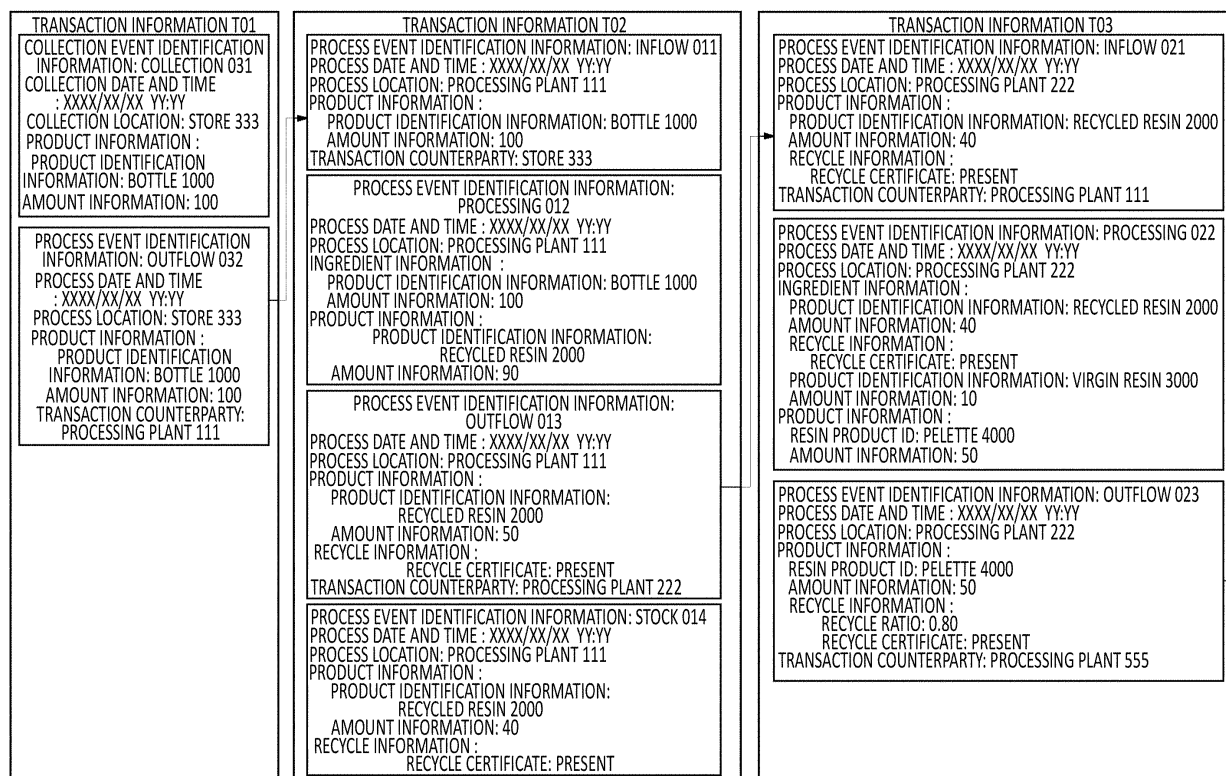 TRANSACTION INFORMATION T01
COLLECTION EVENT IDENTIFICATION
INFORMATION: COLLECTION 031
COLLECTION DATE AND TIME
: XXXX/XX/XX YY:YY
COLLECTION LOCATION: STORE 333
PRODUCT INFORMATION :
PRODUCT IDENTIFICATION
INFORMATION: BOTTLE 1000
AMOUNT INFORMATION: 100
PROCESS EVENT IDENTIFICATION
INFORMATION: OUTFLOW 032
PROCESS DATE AND TIME
: XXXX/XX/XX YY:YY
PROCESS LOCATION: STORE 333
PRODUCT INFORMATION :
PRODUCT IDENTIFICATION
INFORMATION: BOTTLE 1000
AMOUNT INFORMATION: 100
TRANSACTION COUNTERPARTY:
PROCESSING PLANT 111
TRANSACTION INFORMATION T02
PROCESS EVENT IDENTIFICATION INFORMATION: INFLOW 011
PROCESS DATE AND TIME : XXXX/XX/XX YY:YY
PROCESS LOCATION: PROCESSING PLANT 111
PRODUCT INFORMATION :
PRODUCT IDENTIFICATION INFORMATION: BOTTLE 1000
AMOUNT INFORMATION: 100
TRANSACTION COUNTERPARTY: STORE 333
PROCESS EVENT IDENTIFICATION INFORMATION:
PROCESSING 012
PROCESS DATE AND TIME : XXXX/XX/XX YY:YY
PROCESS LOCATION: PROCESSING PLANT 111
INGREDIENT INFORMATION :
PRODUCT IDENTIFICATION INFORMATION: BOTTLE 1000
AMOUNT INFORMATION: 100
PRODUCT INFORMATION :
PRODUCT IDENTIFICATION INFORMATION:
RECYCLED RESIN 2000
AMOUNT INFORMATION: 90
PROCESS EVENT IDENTIFICATION INFORMATION:
OUTFLOW 013
PROCESS DATE AND TIME : XXXX/XX/XX YY:YY
PROCESS LOCATION: PROCESSING PLANT 111
PRODUCT INFORMATION :
PRODUCT IDENTIFICATION INFORMATION:
RECYCLED RESIN 2000
AMOUNT INFORMATION: 50
RECYCLE INFORMATION :
RECYCLE CERTIFICATE: PRESENT
TRANSACTION COUNTERPARTY: PROCESSING PLANT 222
PROCESS EVENT IDENTIFICATION INFORMATION: STOCK 014
PROCESS DATE AND TIME : XXXX/XX/XX YY:YY
PROCESS LOCATION: PROCESSING PLANT 111
PRODUCT INFORMATION :
PRODUCT IDENTIFICATION INFORMATION:
RECYCLED RESIN 2000
AMOUNT INFORMATION: 40
RECYCLE INFORMATION :
RECYCLE CERTIFICATE: PRESENT
TRANSACTION INFORMATION T03
PROCESS EVENT IDENTIFICATION INFORMATION: INFLOW 021
PROCESS DATE AND TIME : XXXX/XX/XX YY:YY
PROCESS LOCATION: PROCESSING PLANT 222
PRODUCT INFORMATION :
PRODUCT IDENTIFICATION INFORMATION: RECYCLED RESIN 2000
AMOUNT INFORMATION: 40
RECYCLE INFORMATION :
RECYCLE CERTIFICATE: PRESENT
TRANSACTION COUNTERPARTY: PROCESSING PLANT 111
PROCESS EVENT IDENTIFICATION INFORMATION: PROCESSING 022
PROCESS DATE AND TIME : XXXX/XX/XX YY:YY
PROCESS LOCATION: PROCESSING PLANT 222
INGREDIENT INFORMATION :
PRODUCT IDENTIFICATION INFORMATION: RECYCLED RESIN 2000
AMOUNT INFORMATION: 40
RECYCLE INFORMATION :
RECYCLE CERTIFICATE: PRESENT
PRODUCT IDENTIFICATION INFORMATION: VIRGIN RESIN 3000
AMOUNT INFORMATION: 10
PRODUCT INFORMATION :
RESIN PRODUCT ID: PELETTE 4000
AMOUNT INFORMATION: 50
PROCESS EVENT IDENTIFICATION INFORMATION: OUTFLOW 023
PROCESS DATE AND TIME : XXXX/XX/XX YY:YY
PROCESS LOCATION: PROCESSING PLANT 222
PRODUCT INFORMATION :
RESIN PRODUCT ID: PELETTE 4000
AMOUNT INFORMATION: 50
RECYCLE INFORMATION :
RECYCLE RATIO: 0.80
RECYCLE CERTIFICATE: PRESENT
TRANSACTION COUNTERPARTY: PROCESSING PLANT 555